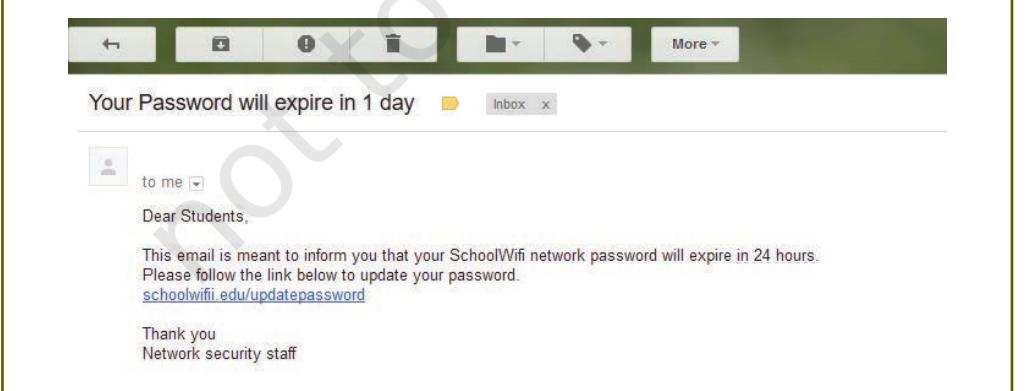 More
Your Password will expire in 1 day
Inbox x
to me
Dear Students,
This email is meant to inform you that your SchoolWifi network password will expire in 24 hours.
Please follow the link below to update your password.
schoolwifii.edu/updatepassword
Thank you
Network security staff
not to